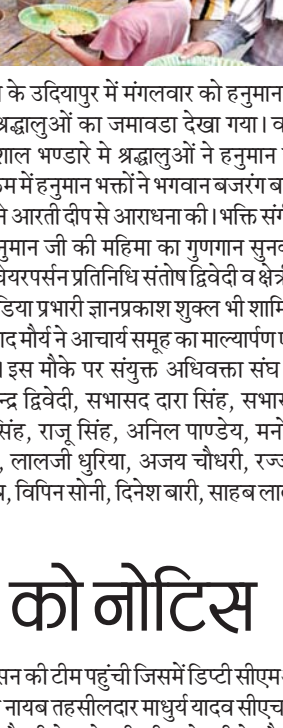 के उदियापुर में मंगलवार को हनुमान
श्रद्धालुओं का जमावडा देखा गया। व
शाल भण्डारे मे श्रद्धालुओं ने हनुमान
में हनुमान भक्तों ने भगवान बजरंग ब
ने आरती दीप से आराधना की। भक्ति संग
नुमान जी की महिमा का गुणगान सुनव
चेयरपर्सन प्रतिनिधि संतोष द्विवेदी व क्षेत्री
डिया प्रभारी ज्ञानप्रकाश शुक्ल भी शामि
ाद मौर्य ने आचार्य समूह का माल्यार्पण
। इस मौके पर संयुक्त अधिवक्ता संघ
न्द्र द्विवेदी, सभासद दारा सिंह, सभास
सिंह, राजू सिंह, अनिल पाण्डेय, मनो
, लालजी धुरिया, अजय चौधरी, रज्ज
, विपिन सोनी, दिनेश बारी, साहब ला
को नोटिस
सन की टीम पहुंची जिसमें डिप्टी सीएम
नायब तहसीलदार माधुर्य यादव सीएच